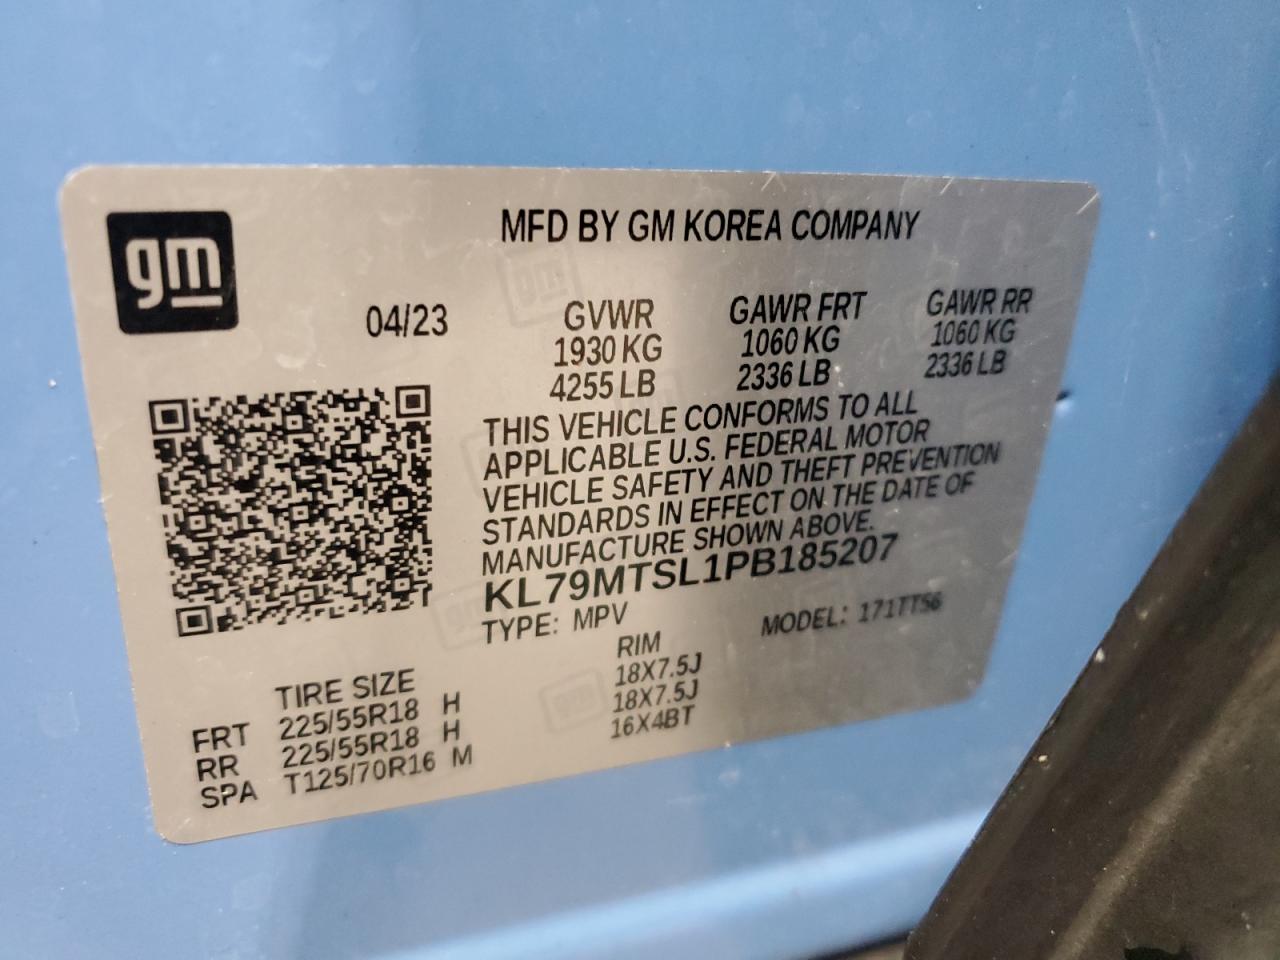 gm
MFD BY GM KOREA COMPANY
04/23
GVWR GAWR FRT GAWR RR
1930 KG 1060 KG 1060 KG
4255 LB 2336 LB 2336 LB
THIS VEHICLE CONFORMS TO ALL
APPLICABLE U.S. FEDERAL MOTOR
VEHICLE SAFETY AND THEFT PREVENTION
STANDARDS IN EFFECT ON THE DATE OF
MANUFACTURE SHOWN ABOVE.
KL79MTSL1PB185207
TYPE: MPV MODEL: 1TT56
TIRE SIZE RIM
FRT 225/55R18 H 18X7.5J
RR 225/55R18 H 18X7.5J
SPA T125/70R16 M 16X4BT